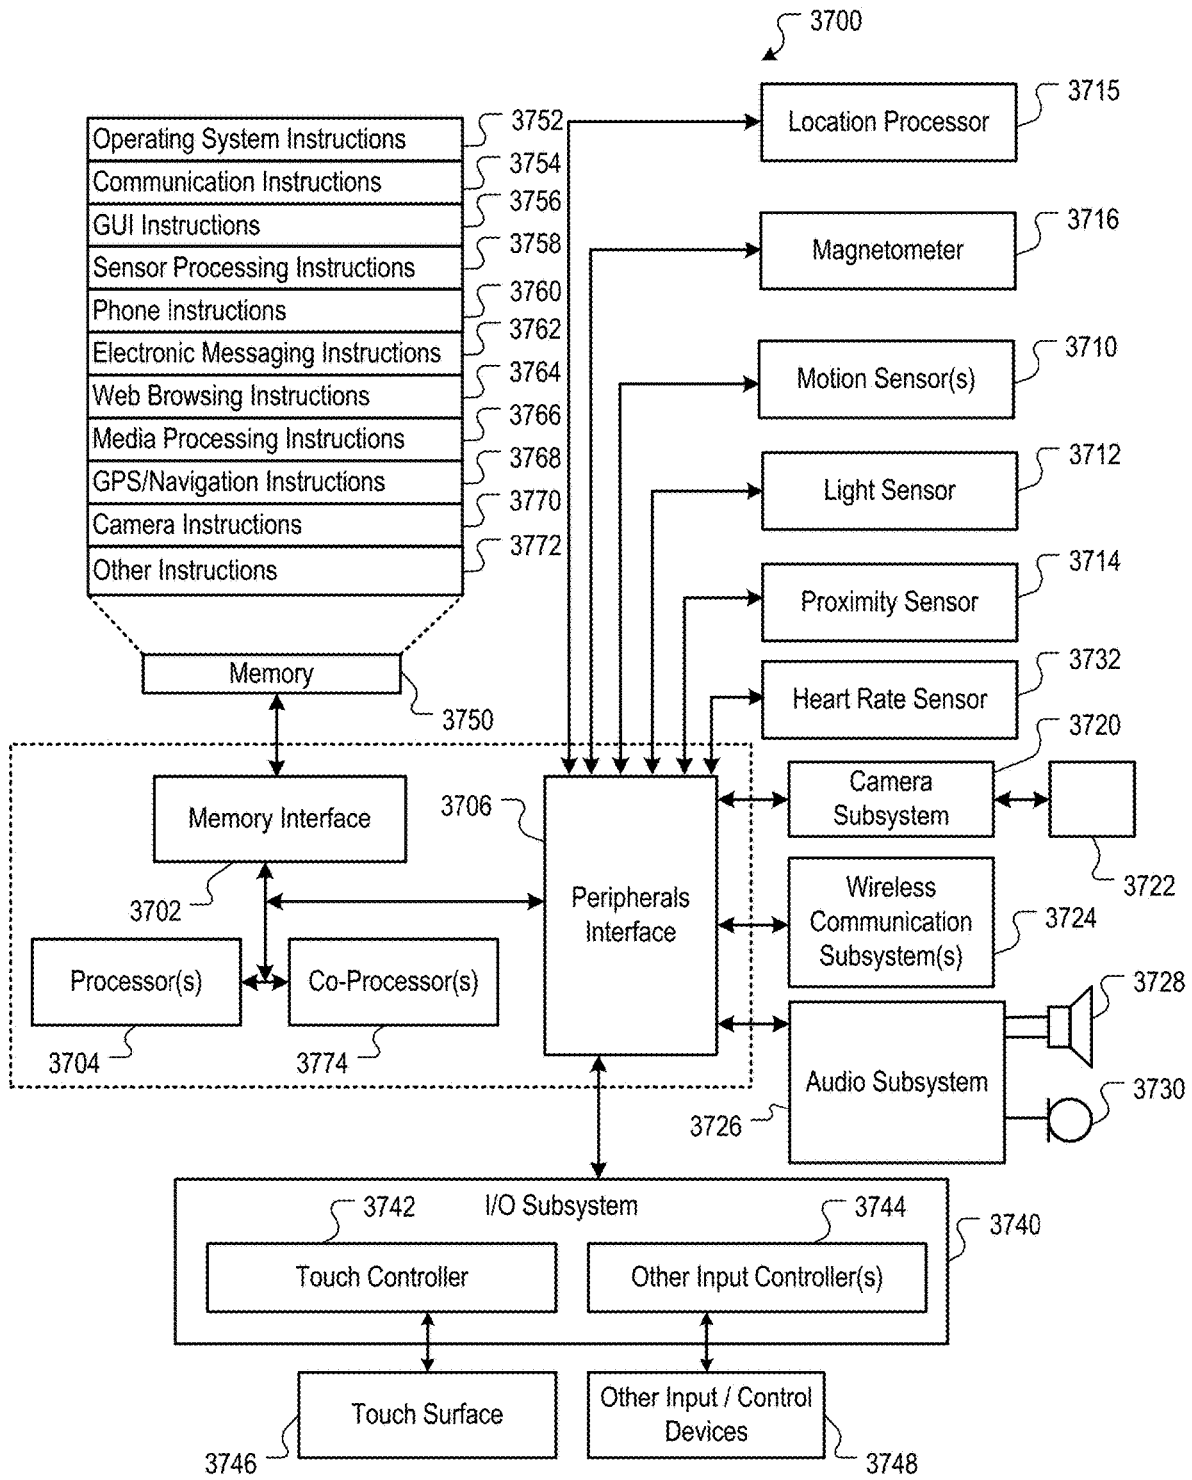 3700
Location Processor
3715
Operating System Instructions
3752
Communication Instructions
3754
GUI Instructions
3756
Sensor Processing Instructions
3758
Phone Instructions
3760
Electronic Messaging Instructions
3762
Web Browsing Instructions
3764
Media Processing Instructions
3766
GPS/Navigation Instructions
3768
Camera Instructions
3770
Other Instructions
3772
Magnetometer
3716
Motion Sensor(s)
3710
Light Sensor
3712
Proximity Sensor
3714
Heart Rate Sensor
3732
Memory
3750
Memory Interface
3702
Processor(s)
3704
Co-Processor(s)
3774
3706
Peripherals
Interface
Camera
Subsystem
3720
3722
Wireless
Communication
Subsystem(s)
3724
Audio Subsystem
3726
3728
3730
I/O Subsystem
3740
3742
Touch Controller
3744
Other Input Controller(s)
Touch Surface
3746
Other Input / Control
Devices
3748